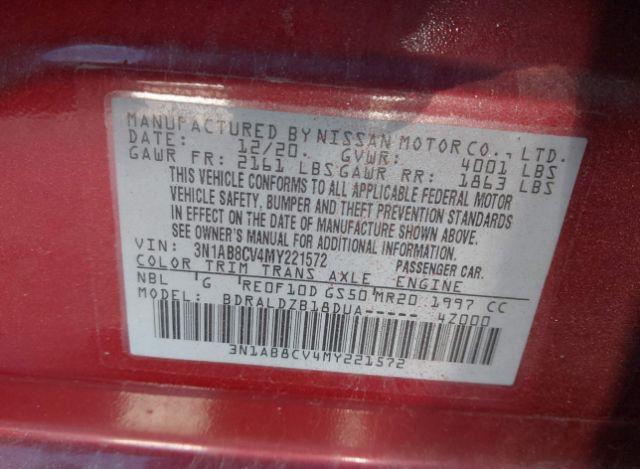 MANUFACTURED BY NISSAN MOTOR CO., LTD.
DATE: 12/20. GVWR: 4001 LBS
GAWR FR: 2161 LBS GAWR RR: 1863 LBS
THIS VEHICLE CONFORMS TO ALL APPLICABLE FEDERAL MOTOR
VEHICLE SAFETY, BUMPER AND THEFT PREVENTION STANDARDS
IN EFFECT ON THE DATE OF MANUFACTURE SHOWN ABOVE.
SEE OWNER'S MANUAL FOR ADDITIONAL INFORMATION.
VIN: 3N1AB8CV4MY221572 PASSENGER CAR.
COLOR TRIM TRANS AXLE ENGINE
NBL G RE0F10D GS50 MR20 1997 CC
MODEL: BDRALDZB18DUA----- 4Z000
3N1AB8CV4MY221572